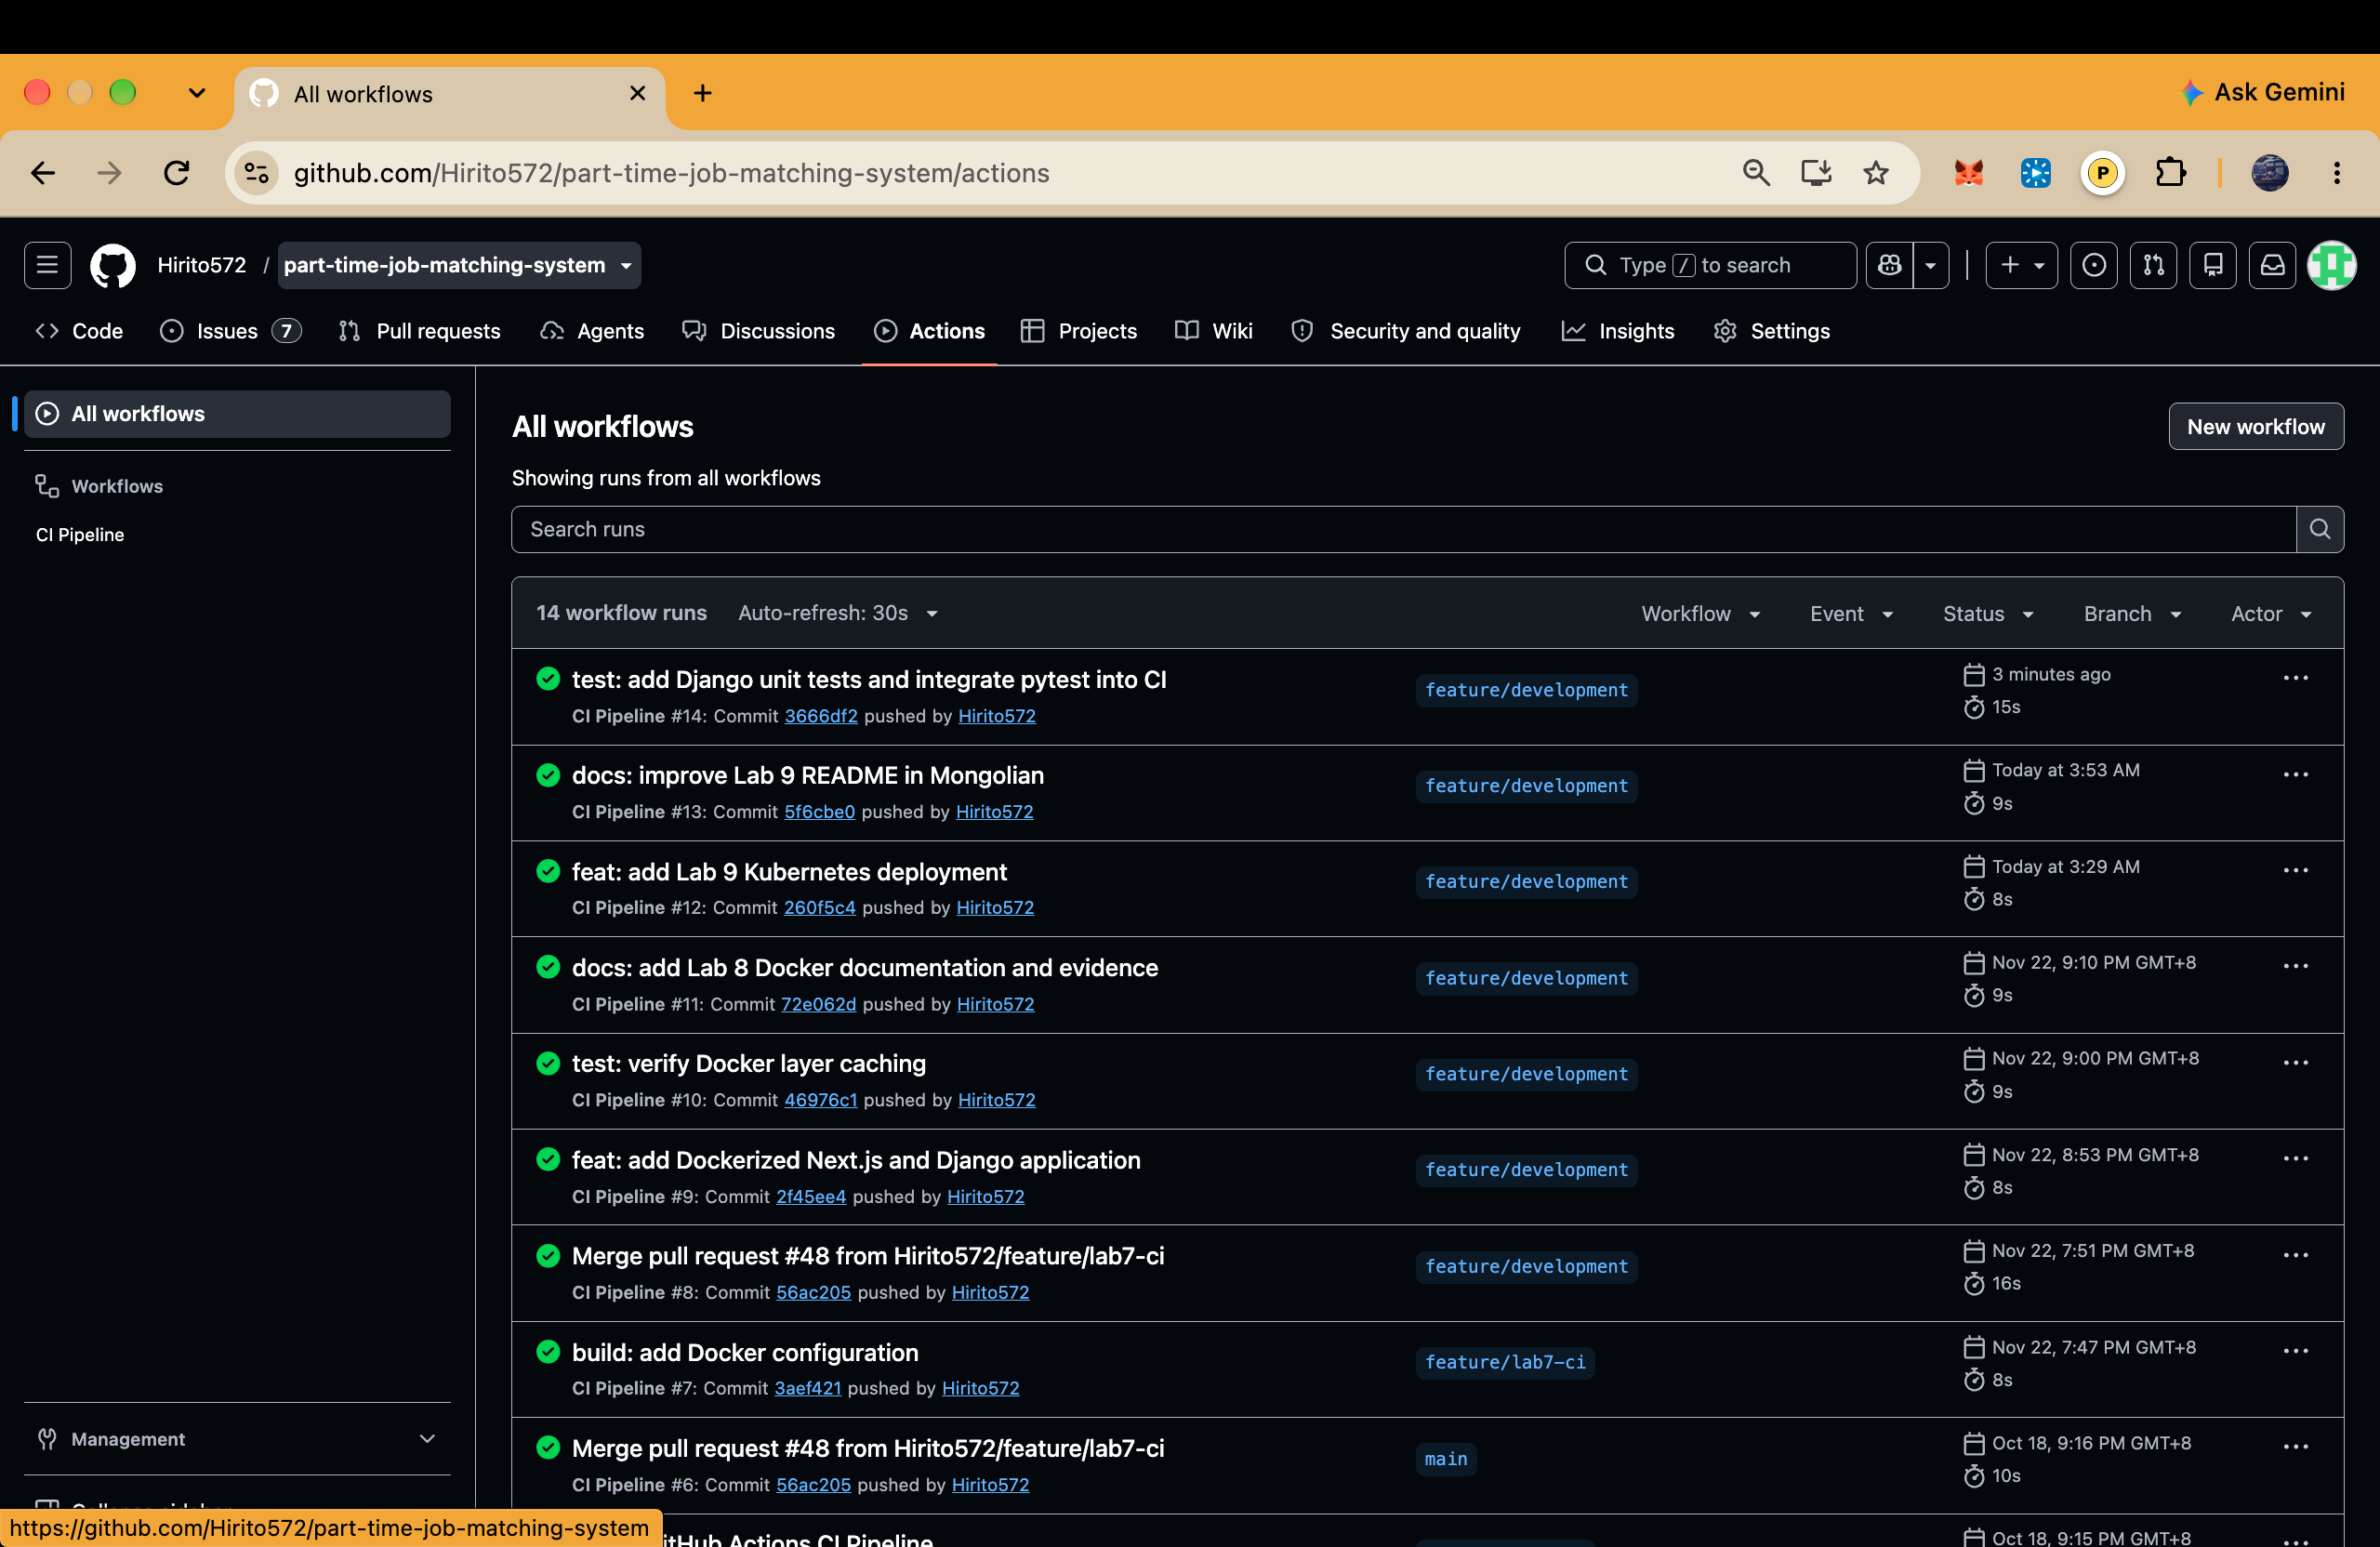 All workflows
Ask Gemini
github.com/Hirito572/part-time-job-matching-system/actions
P
Hirito572 / part-time-job-matching-system
Type / to search
Code
Issues 7
Pull requests
Agents
Discussions
Actions
Projects
Wiki
Security and quality
Insights
Settings
All workflows
Workflows
CI Pipeline
Management
https://github.com/Hirito572/part-time-job-matching-system
All workflows
New workflow
Showing runs from all workflows
Search runs
14 workflow runs
Auto-refresh: 30s
Workflow
Event
Status
Branch
Actor
test: add Django unit tests and integrate pytest into CI
CI Pipeline #14: Commit 3666df2 pushed by Hirito572
feature/development
3 minutes ago
15s
docs: improve Lab 9 README in Mongolian
CI Pipeline #13: Commit 5f6cbe0 pushed by Hirito572
feature/development
Today at 3:53 AM
9s
feat: add Lab 9 Kubernetes deployment
CI Pipeline #12: Commit 260f5c4 pushed by Hirito572
feature/development
Today at 3:29 AM
8s
docs: add Lab 8 Docker documentation and evidence
CI Pipeline #11: Commit 72e062d pushed by Hirito572
feature/development
Nov 22, 9:10 PM GMT+8
9s
test: verify Docker layer caching
CI Pipeline #10: Commit 46976c1 pushed by Hirito572
feature/development
Nov 22, 9:00 PM GMT+8
9s
feat: add Dockerized Next.js and Django application
CI Pipeline #9: Commit 2f45ee4 pushed by Hirito572
feature/development
Nov 22, 8:53 PM GMT+8
8s
Merge pull request #48 from Hirito572/feature/lab7-ci
CI Pipeline #8: Commit 56ac205 pushed by Hirito572
feature/development
Nov 22, 7:51 PM GMT+8
16s
build: add Docker configuration
CI Pipeline #7: Commit 3aef421 pushed by Hirito572
feature/lab7-ci
Nov 22, 7:47 PM GMT+8
8s
Merge pull request #48 from Hirito572/feature/lab7-ci
CI Pipeline #6: Commit 56ac205 pushed by Hirito572
main
Oct 18, 9:16 PM GMT+8
10s
Actions CI Pipeline
Oct 18, 9:15 PM GMT+8